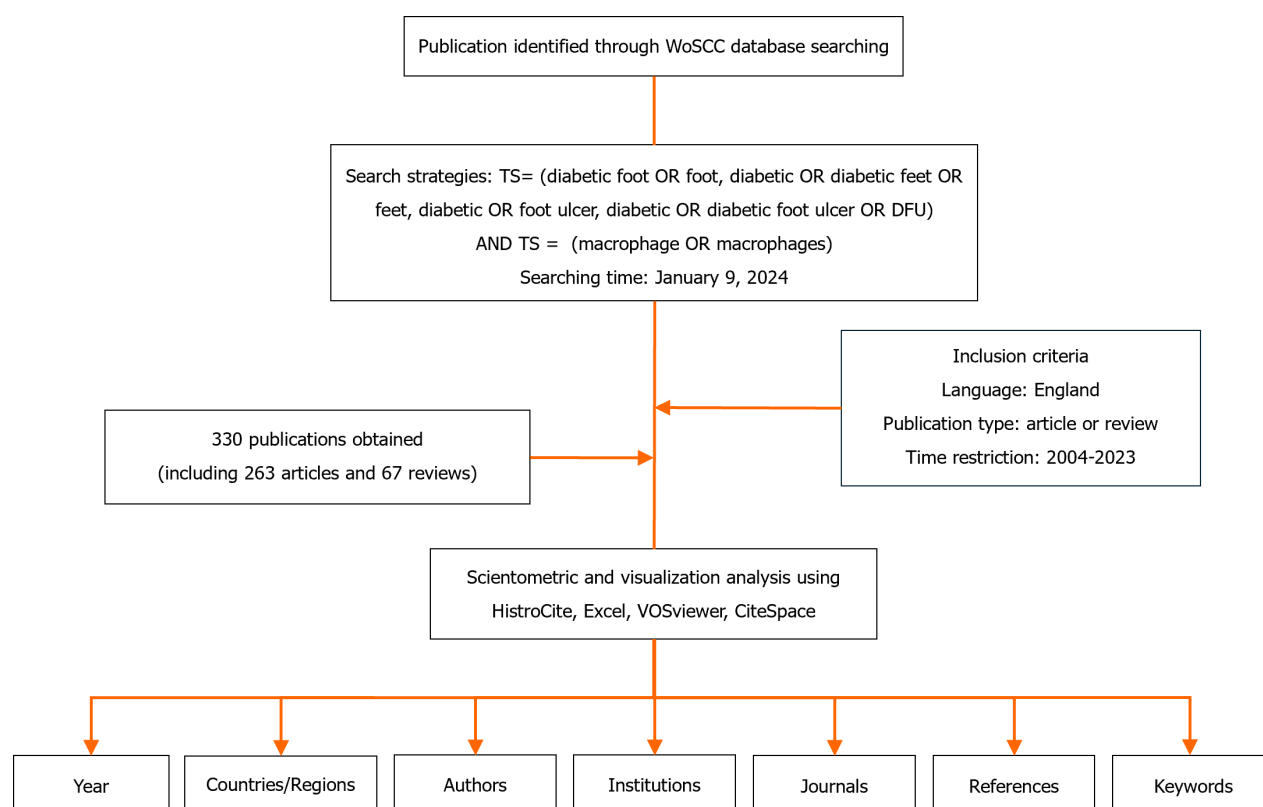 Publication identified through WoSCC database searching
Search strategies: TS= (diabetic foot OR foot, diabetic OR diabetic feet OR
feet, diabetic OR foot ulcer, diabetic OR diabetic foot ulcer OR DFU)
AND TS = (macrophage OR macrophages)
Searching time: January 9, 2024
Inclusion criteria
Language: England
Publication type: article or review
Time restriction: 2004-2023
330 publications obtained
(including 263 articles and 67 reviews)
Scientometric and visualization analysis using
HistroCite, Excel, VOSviewer, CiteSpace
Year
Countries/Regions
Authors
Institutions
Journals
References
Keywords